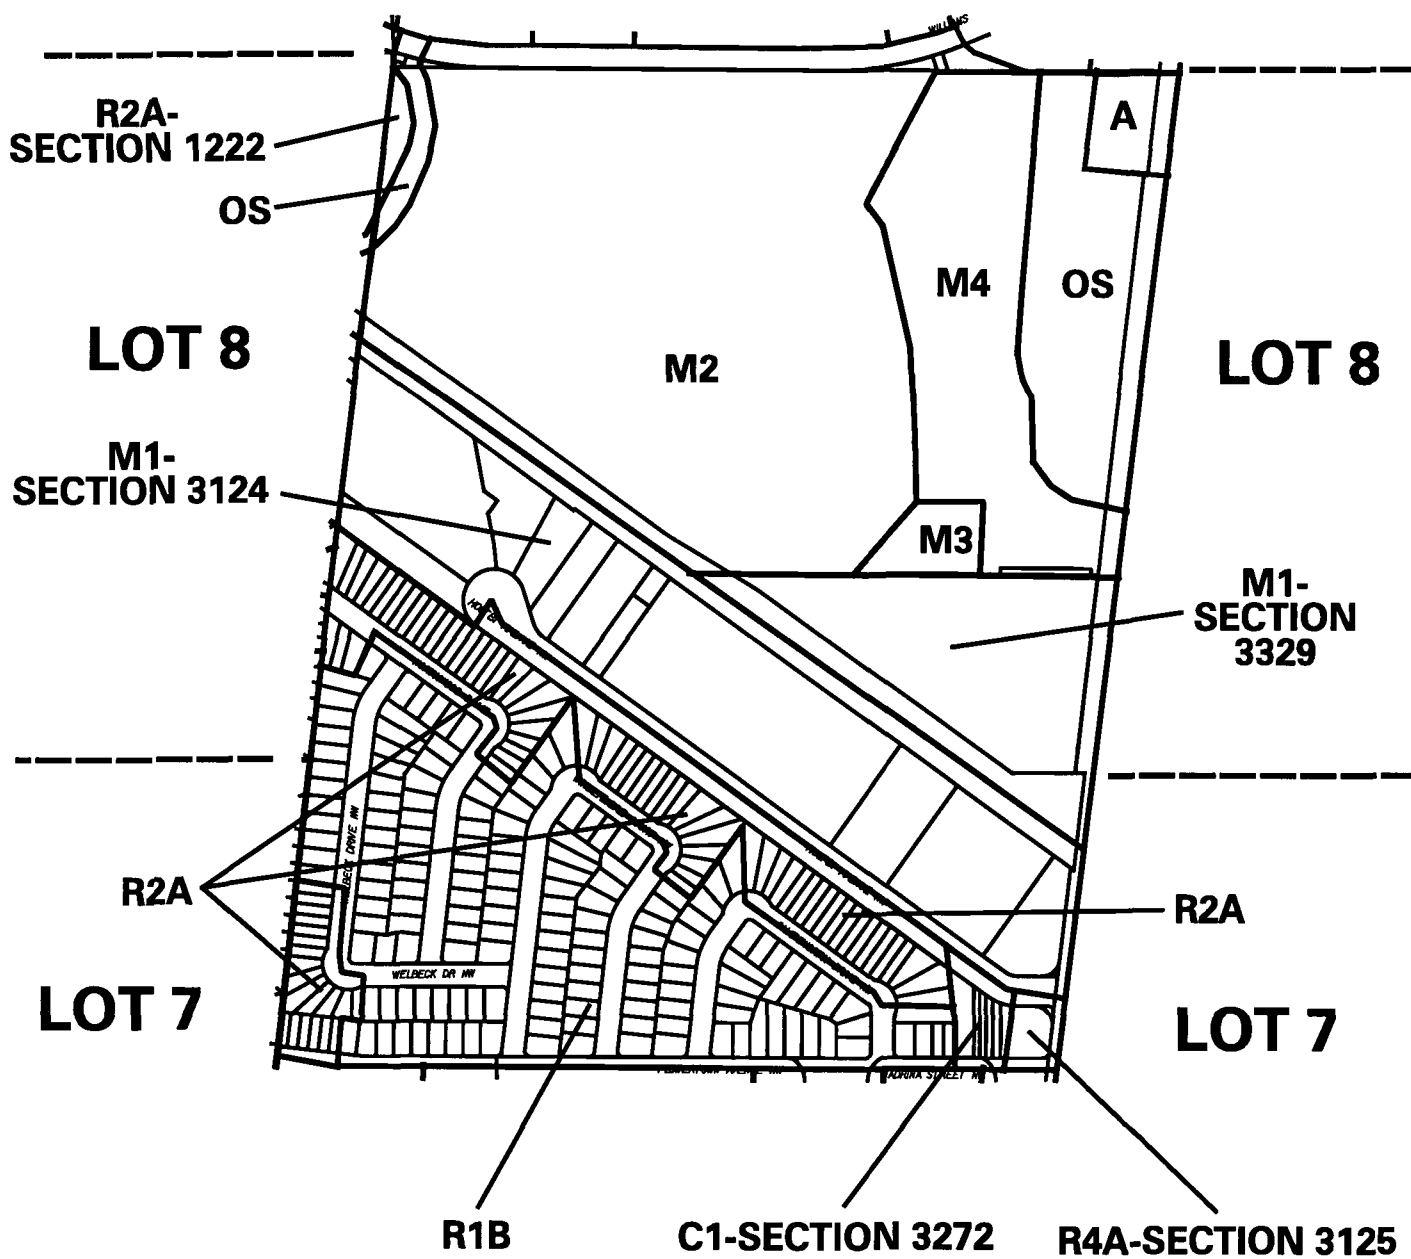 R2A-
SECTION 1222
OS
A
M4
OS
LOT 8
M2
LOT 8
M1-
SECTION 3124
M3
M1-
SECTION
3329
R2A
R2A
WELBECK DR NW
LOT 7
LOT 7
R1B
C1-SECTION 3272
R4A-SECTION 3125